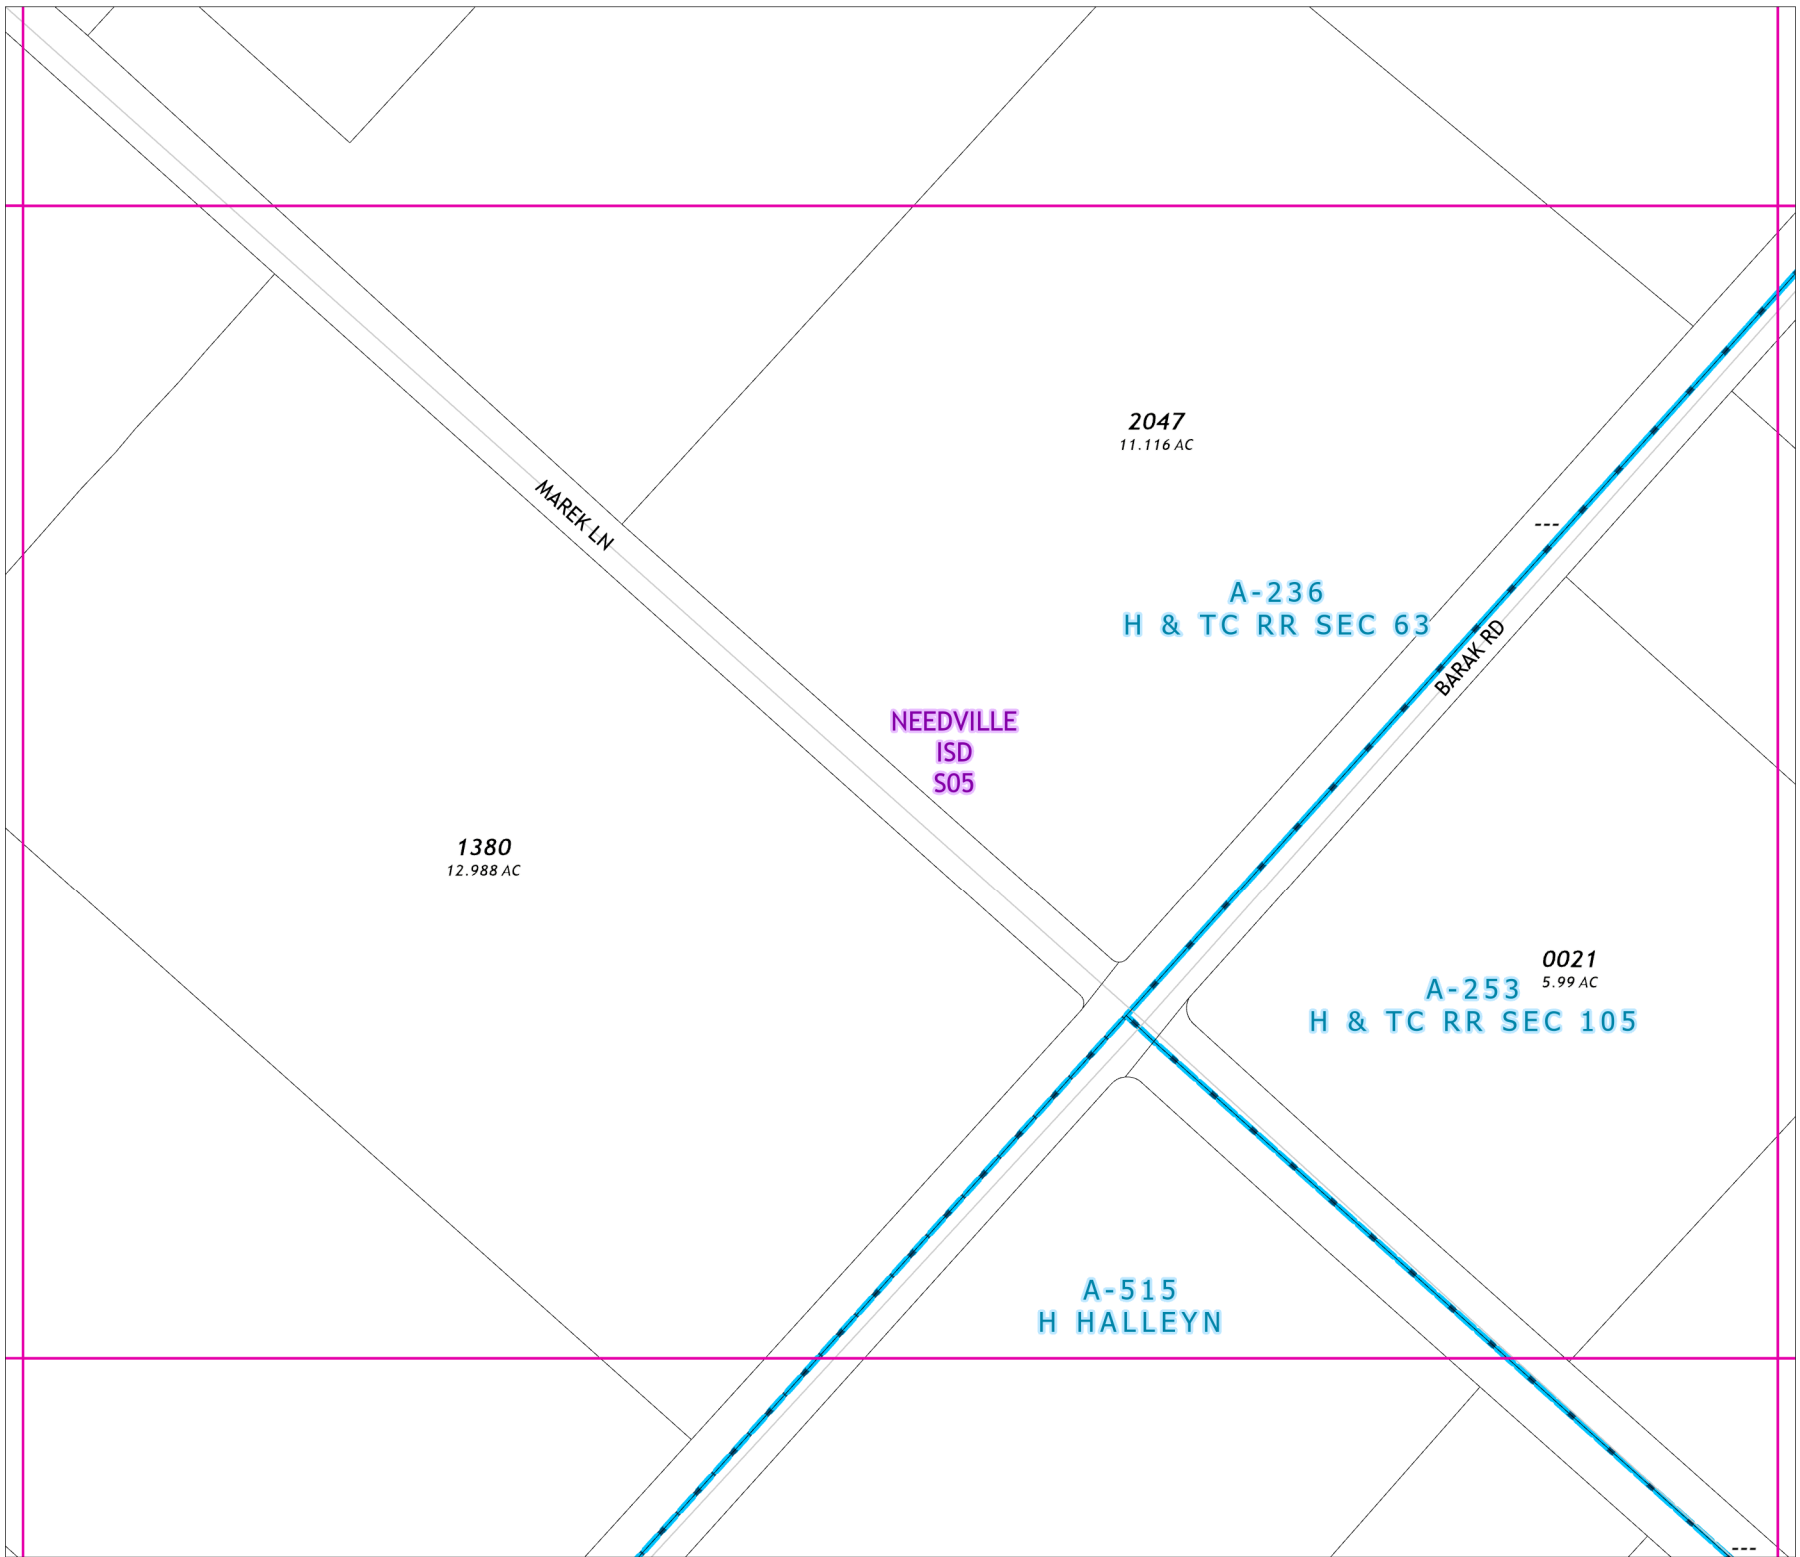 2047
11.116 AC
---
MAREK LN
A-236
H & TC RR SEC 63
BARAK RD
NEEDVILLE
ISD
S05
1380
12.988 AC
0021
5.99 AC
A-253
H & TC RR SEC 105
A-515
H HALLEYN
---